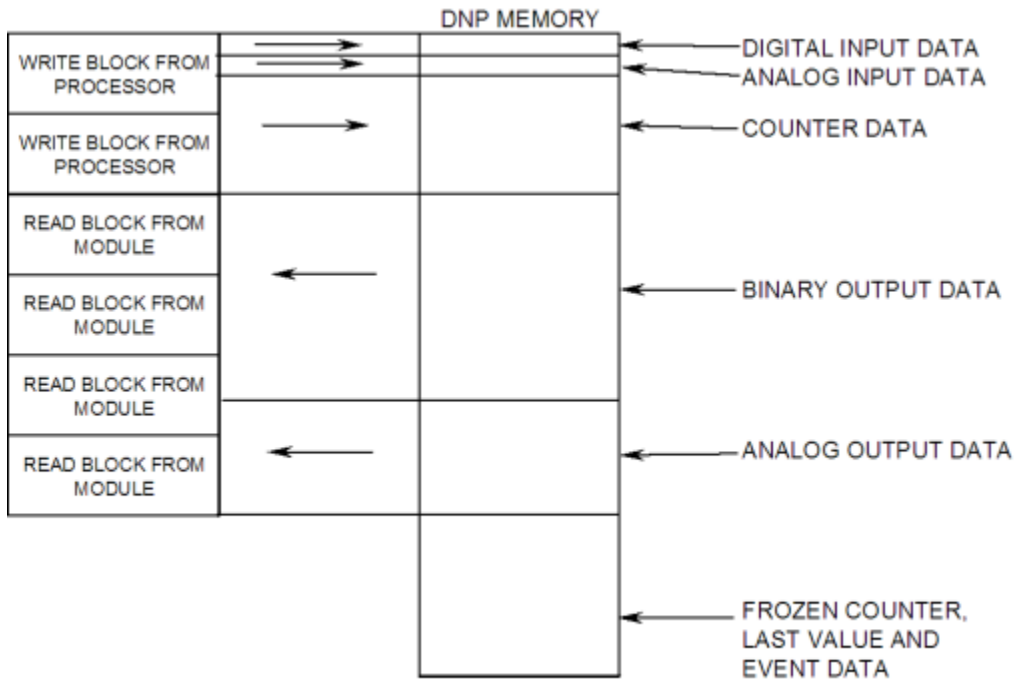 DNP MEMORY
WRITE BLOCK FROM
PROCESSOR
WRITE BLOCK FROM
PROCESSOR
READ BLOCK FROM
MODULE
READ BLOCK FROM
MODULE
READ BLOCK FROM
MODULE
READ BLOCK FROM
MODULE
DIGITAL INPUT DATA
ANALOG INPUT DATA
COUNTER DATA
BINARY OUTPUT DATA
ANALOG OUTPUT DATA
FROZEN COUNTER,
LAST VALUE AND
EVENT DATA